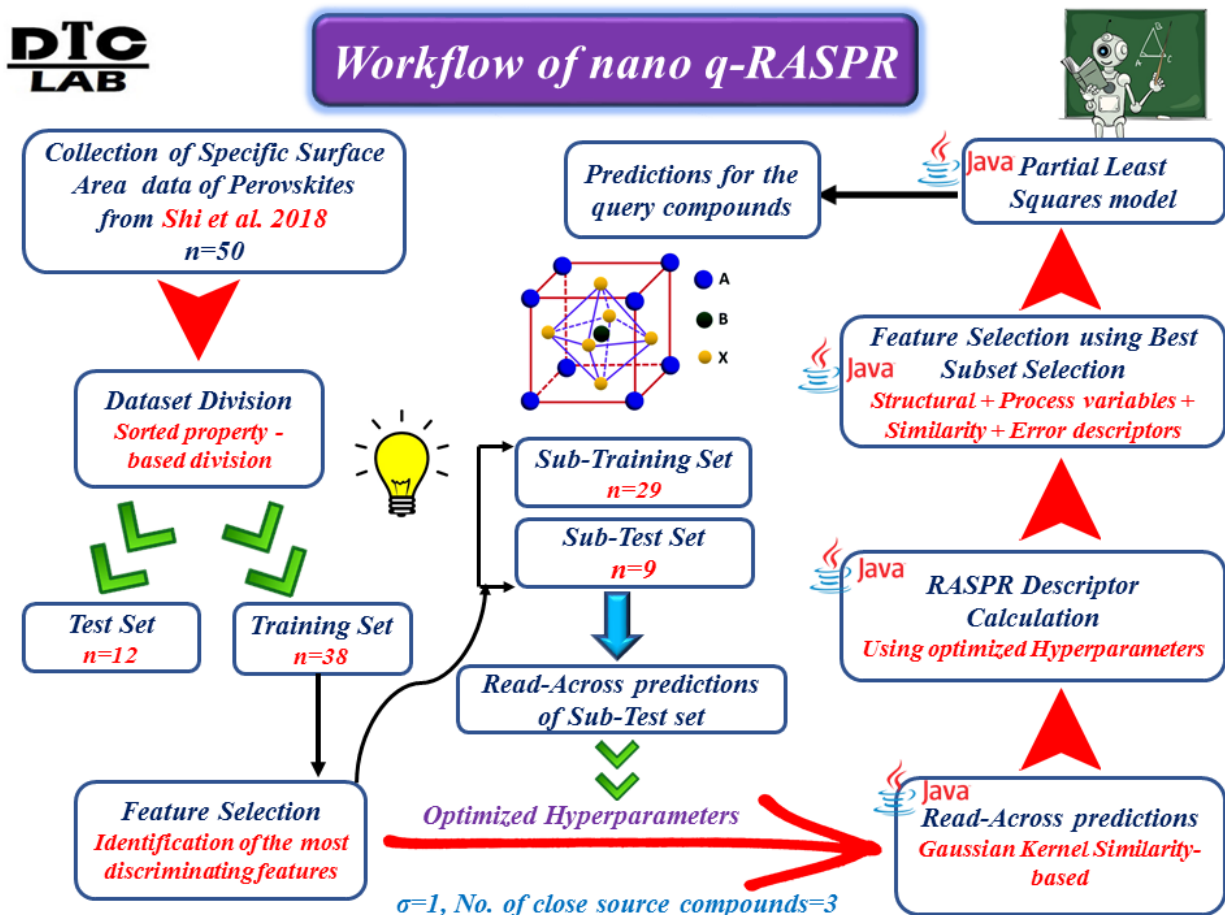 DTC
LAB
Workflow of nano q-RASPR
Collection of Specific Surface
Area data of Perovskites
from Shi et al. 2018
n=50
Dataset Division
Sorted property -
based division
Test Set
n=12
Training Set
n=38
Feature Selection
Identification of the most
discriminating features
Sub-Training Set
n=29
Sub-Test Set
n=9
Read-Across predictions
of Sub-Test set
Optimized Hyperparameters
σ=1, No. of close source compounds=3
Java
Read-Across predictions
Gaussian Kernel Similarity-
based
Java
RASPR Descriptor
Calculation
Using optimized Hyperparameters
Java
Feature Selection using Best
Subset Selection
Structural + Process variables +
Similarity + Error descriptors
Java
Partial Least
Squares model
Predictions for the
query compounds
A
B
X
A
C